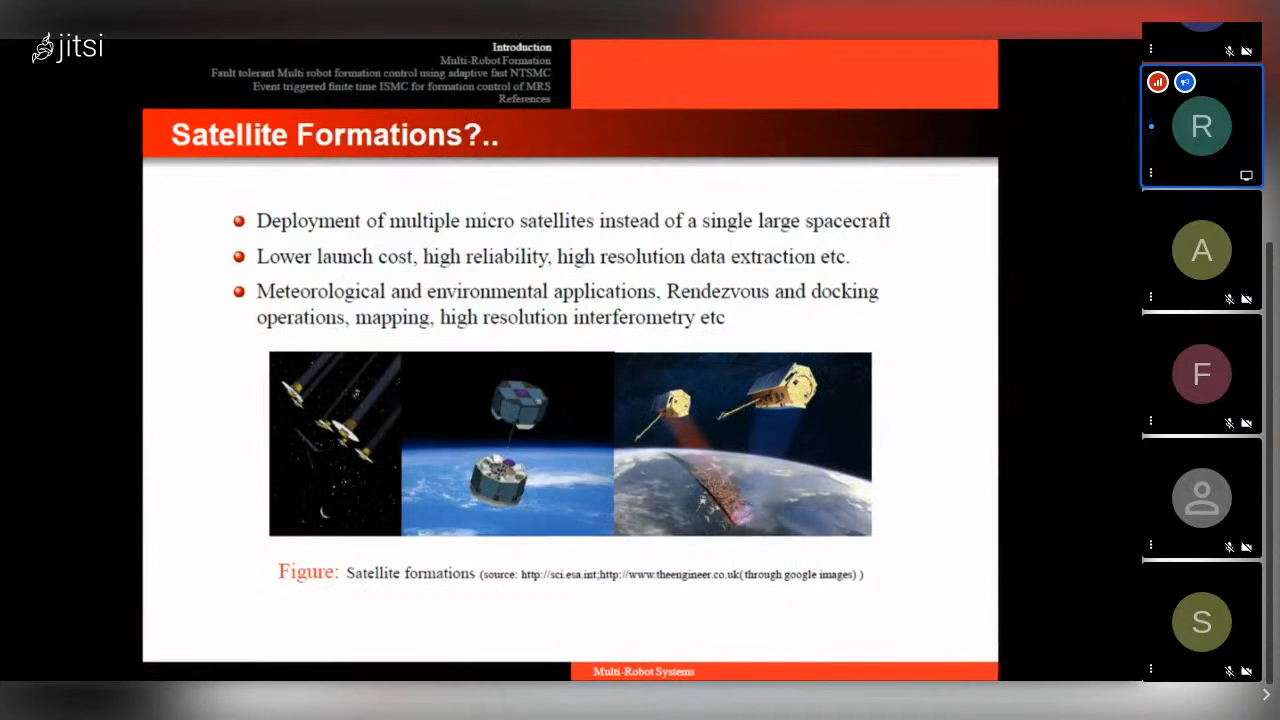 jitsi
Introduction
Multi-Robot Formation
Fault tolerant Multi robot formation control using adaptive fast NTSMC
Event triggered finite time ISMC for formation control of MRS
References
Satellite Formations?..
Deployment of multiple micro satellites instead of a single large spacecraft
Lower launch cost, high reliability, high resolution data extraction etc.
Meteorological and environmental applications, Rendezvous and docking
operations, mapping, high resolution interferometry etc
Figure: Satellite formations (source: http://sci.esa.int;http://www.theengineer.co.uk(through google images) )
Multi-Robot Systems
R
A
F
S